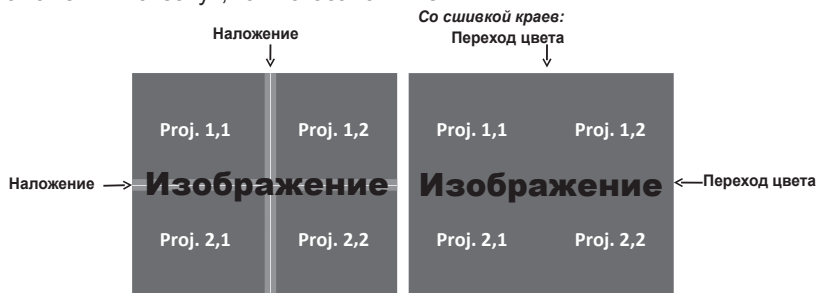 Со сшивкой краев:
Наложение
Переход цвета
Proj. 1,1
Proj. 1,2
Proj. 1,1
Proj. 1,2
Наложение
Изображение
Изображение
Переход цвета
Proj. 2,1
Proj. 2,2
Proj. 2,1
Proj. 2,2